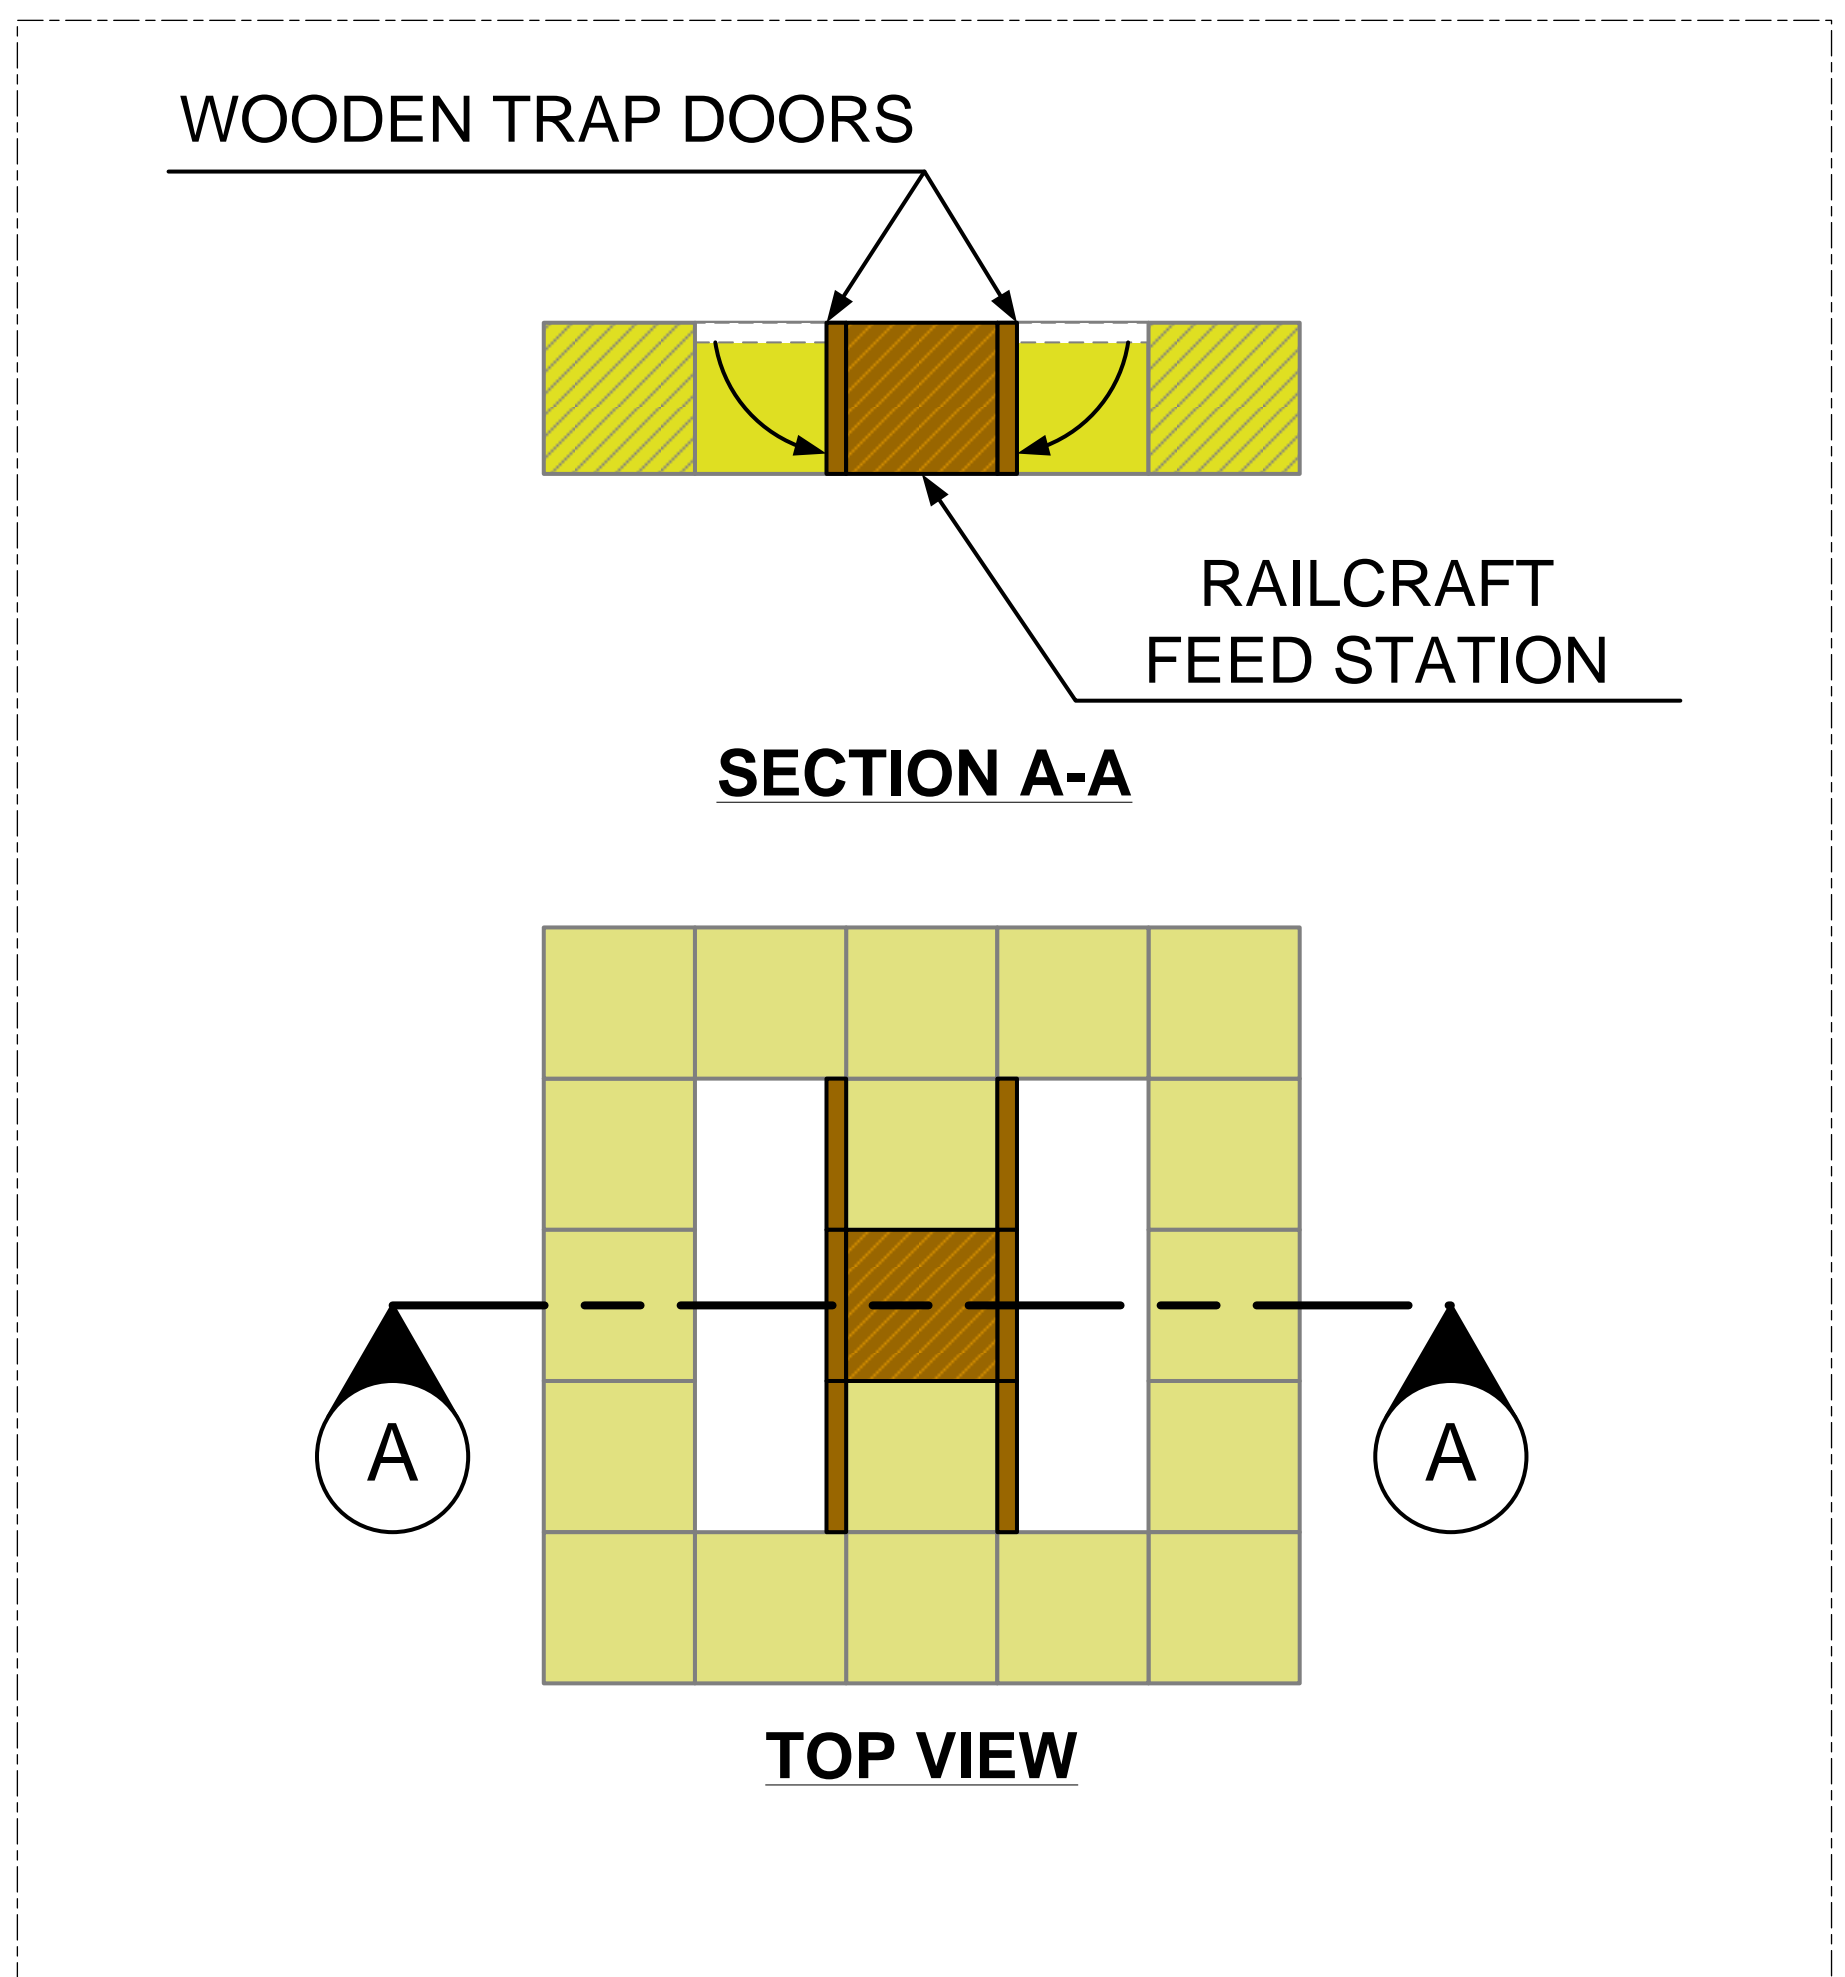 WOODEN TRAP DOORS
RAILCRAFT
FEED STATION
SECTION A-A
A
A
TOP VIEW